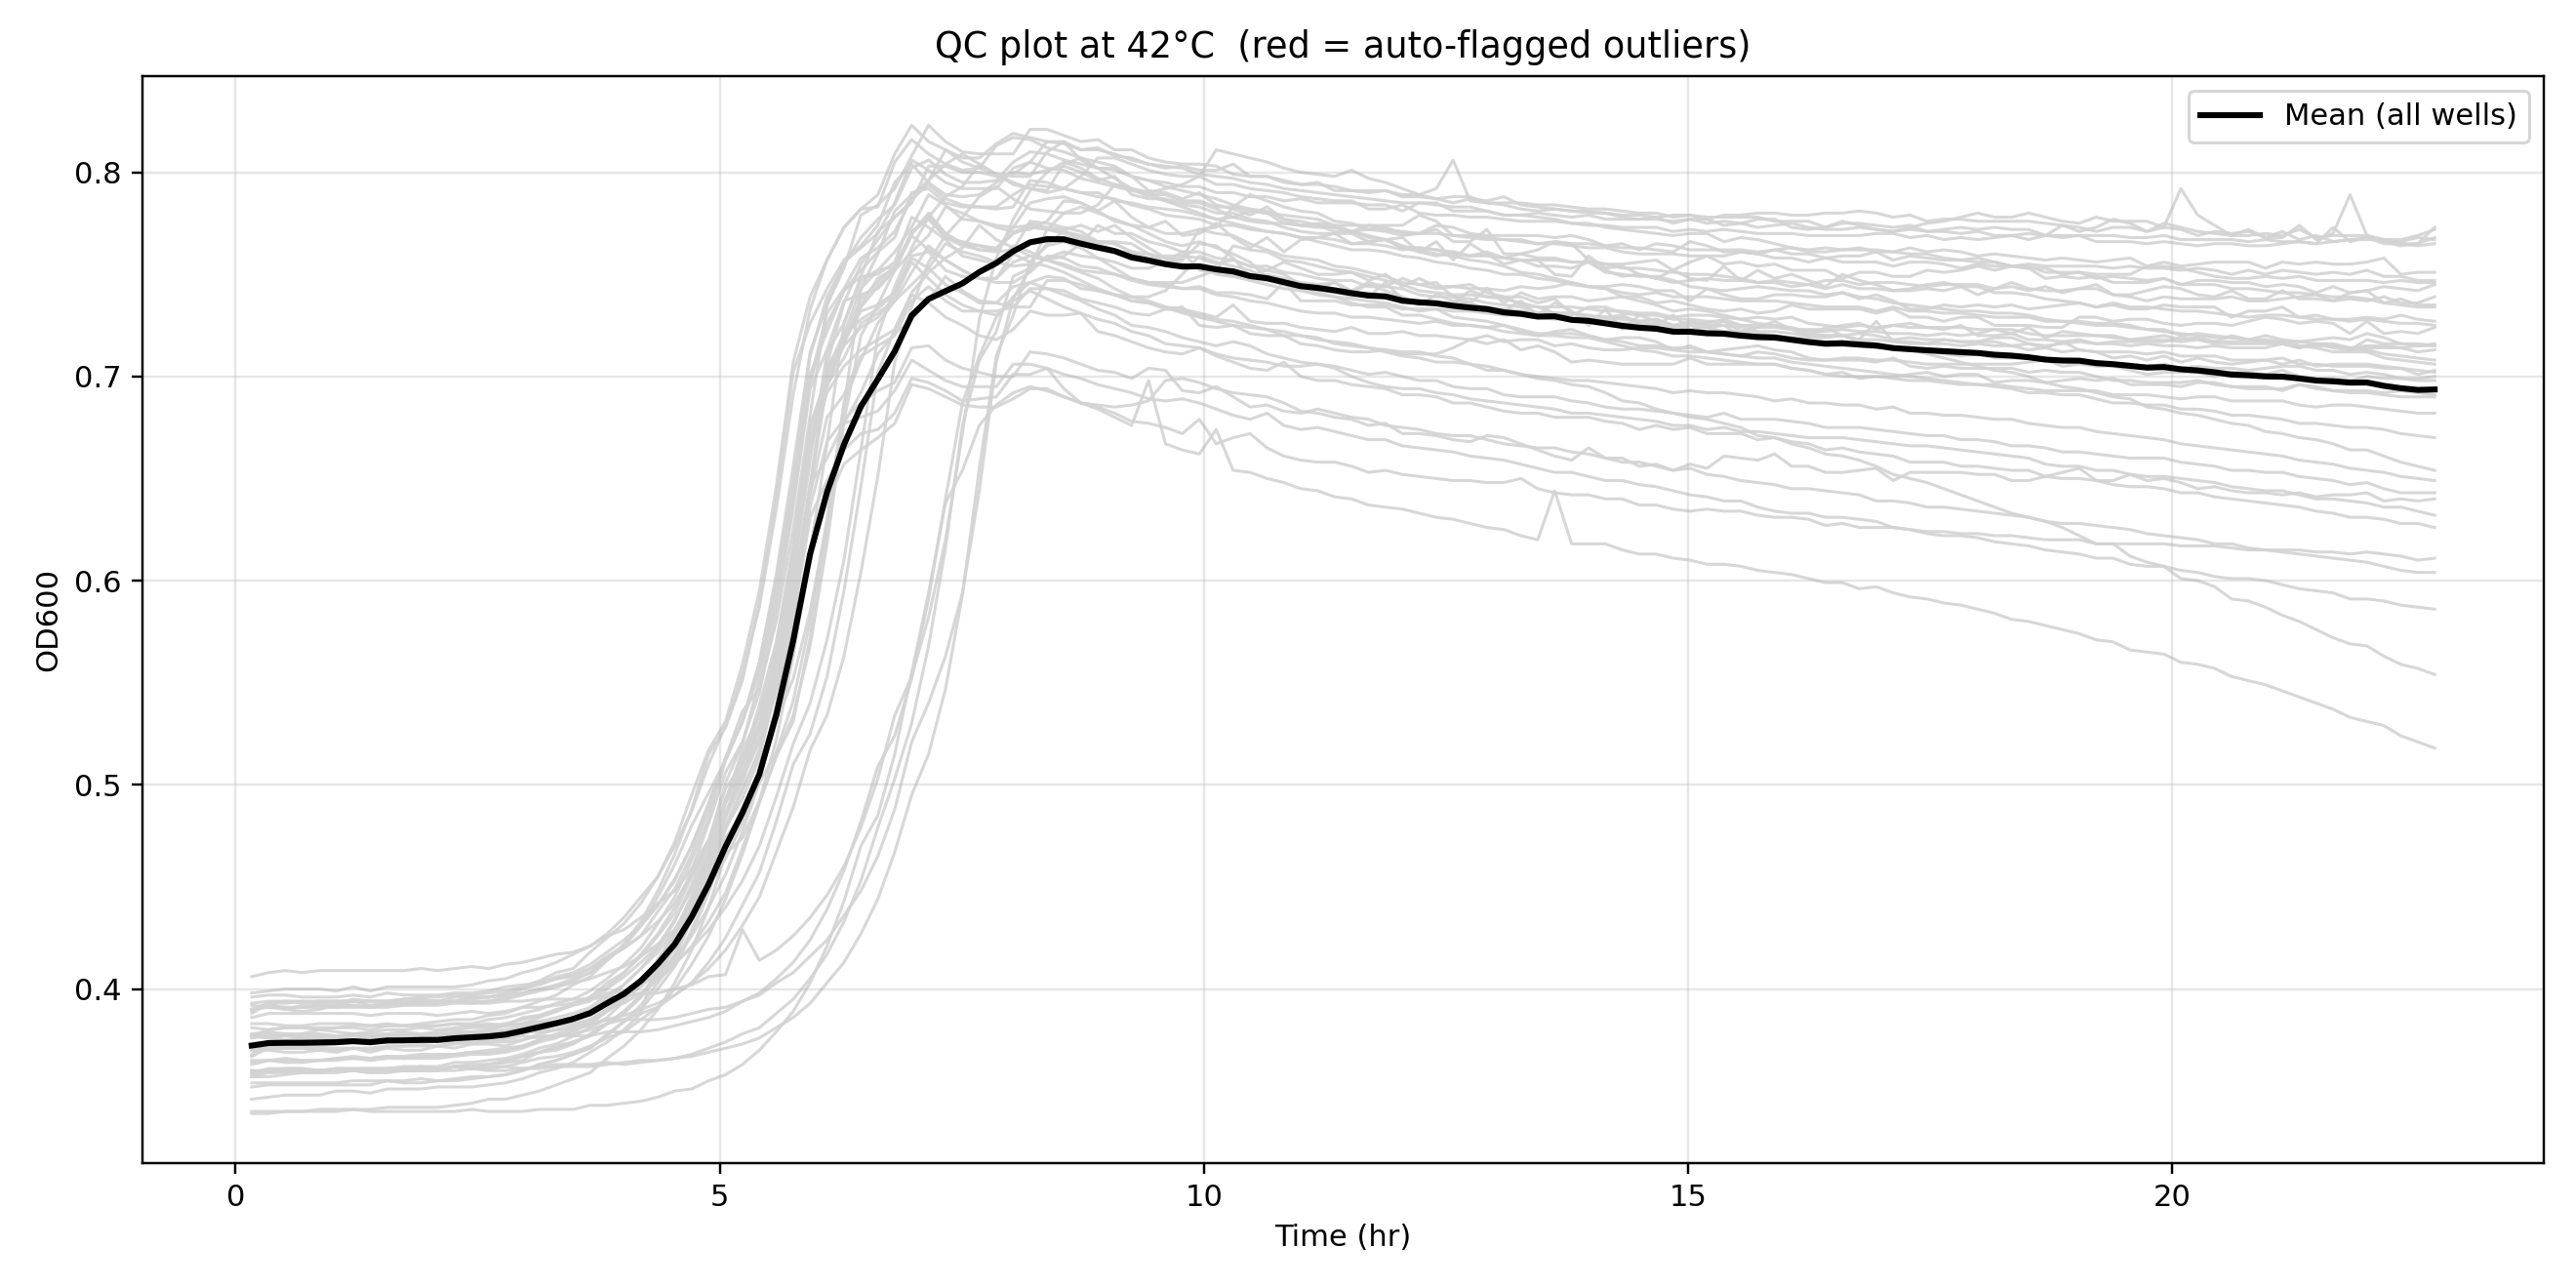 QC plot at 42°C  (red = auto-flagged outliers)
Mean (all wells)
OD600
0.8
0.7
0.6
0.5
0.4
0 5 10 15 20
Time (hr)